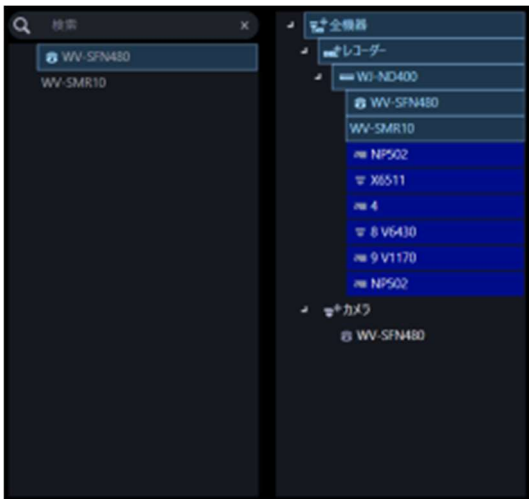 検索 ×
WV-SFN480
WV-SMR10
全機器
レコーダー
WJ-ND400
WV-SFN480
WV-SMR10
NP502
X6511
4
8 V6430
9 V1170
NP502
カメラ
WV-SFN480